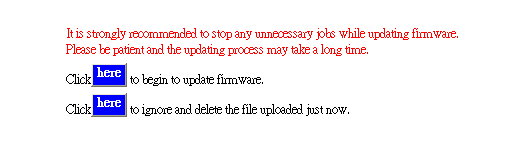 It is strongly recommended to stop any unnecessary jobs while updating firmware.
Please be patient and the updating process may take a long time.
Click here to begin to update firmware.
Click here to ignore and delete the file uploaded just now.